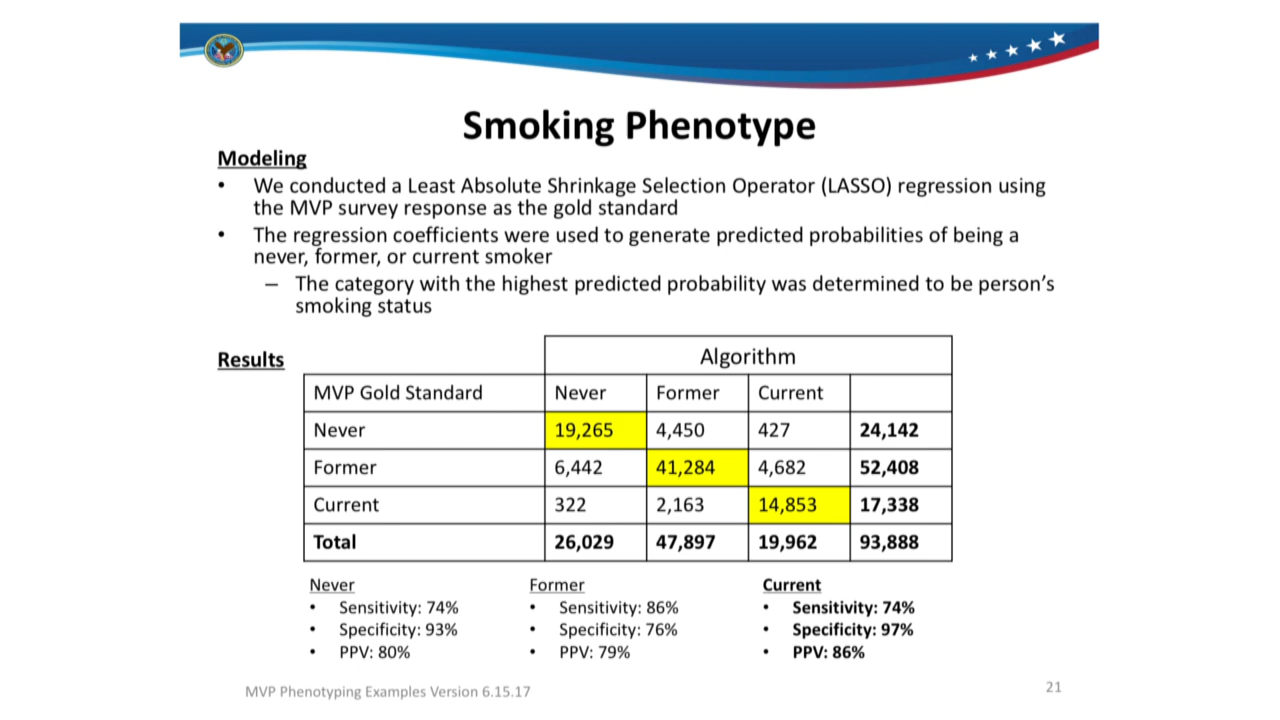 Smoking Phenotype
Modeling
• We conducted a Least Absolute Shrinkage Selection Operator (LASSO) regression using
the MVP survey response as the gold standard
• The regression coefficients were used to generate predicted probabilities of being a
never, former, or current smoker
– The category with the highest predicted probability was determined to be person's
smoking status
Results
Algorithm
MVP Gold Standard Never Former Current
Never 19,265 4,450 427 24,142
Former 6,442 41,284 4,682 52,408
Current 322 2,163 14,853 17,338
Total 26,029 47,897 19,962 93,888
Never Former Current
• Sensitivity: 74% • Sensitivity: 86% • Sensitivity: 74%
• Specificity: 93% • Specificity: 76% • Specificity: 97%
• PPV: 80% • PPV: 79% • PPV: 86%
MVP Phenotyping Examples Version 6.15.17 21